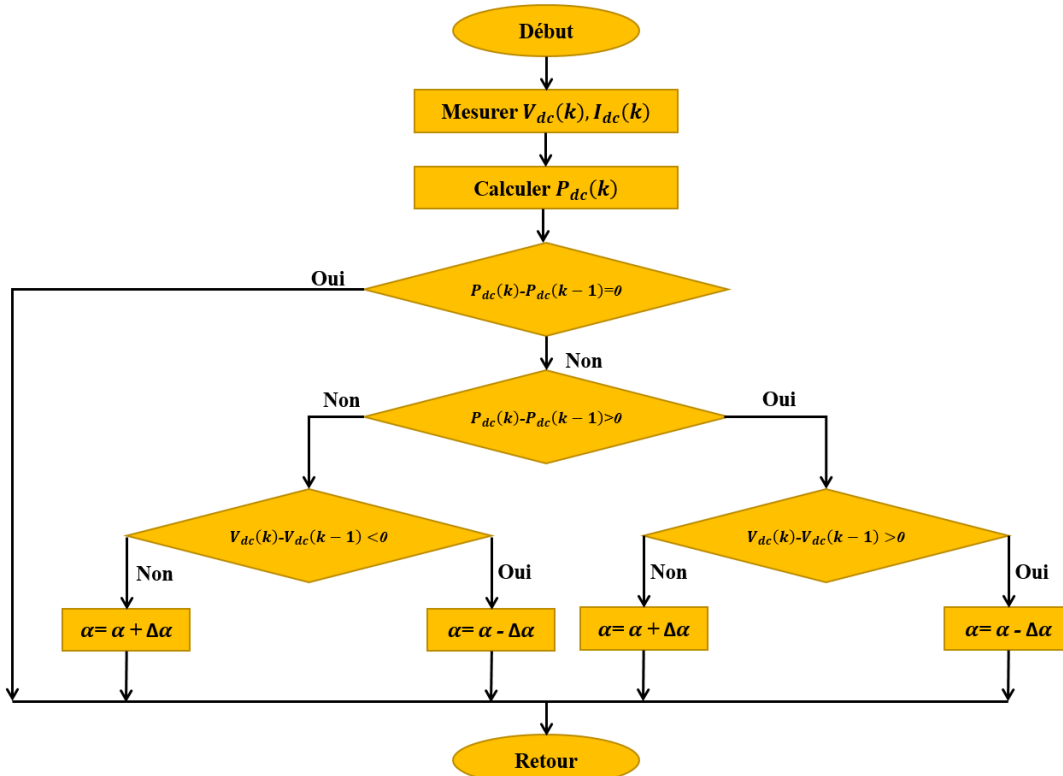 Début
Mesurer V_dc(k), I_dc(k)
Calculer P_dc(k)
Oui
P_dc(k)-P_dc(k − 1)=0
Non
Non
P_dc(k)-P_dc(k − 1)>0
Oui
V_dc(k)-V_dc(k − 1) <0
V_dc(k)-V_dc(k − 1) >0
Non
Oui
Non
Oui
α= α + Δα
α= α - Δα
α= α + Δα
α= α - Δα
Retour